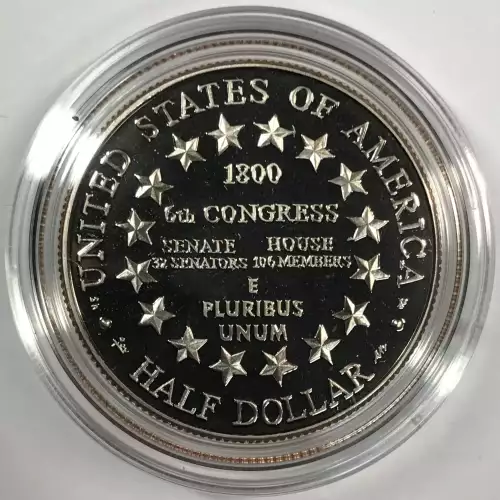 UNITED STATES OF AMERICA
1800
6th CONGRESS
SENATE HOUSE
32 SENATORS 106 MEMBERS
E
PLURIBUS
UNUM
HALF DOLLAR